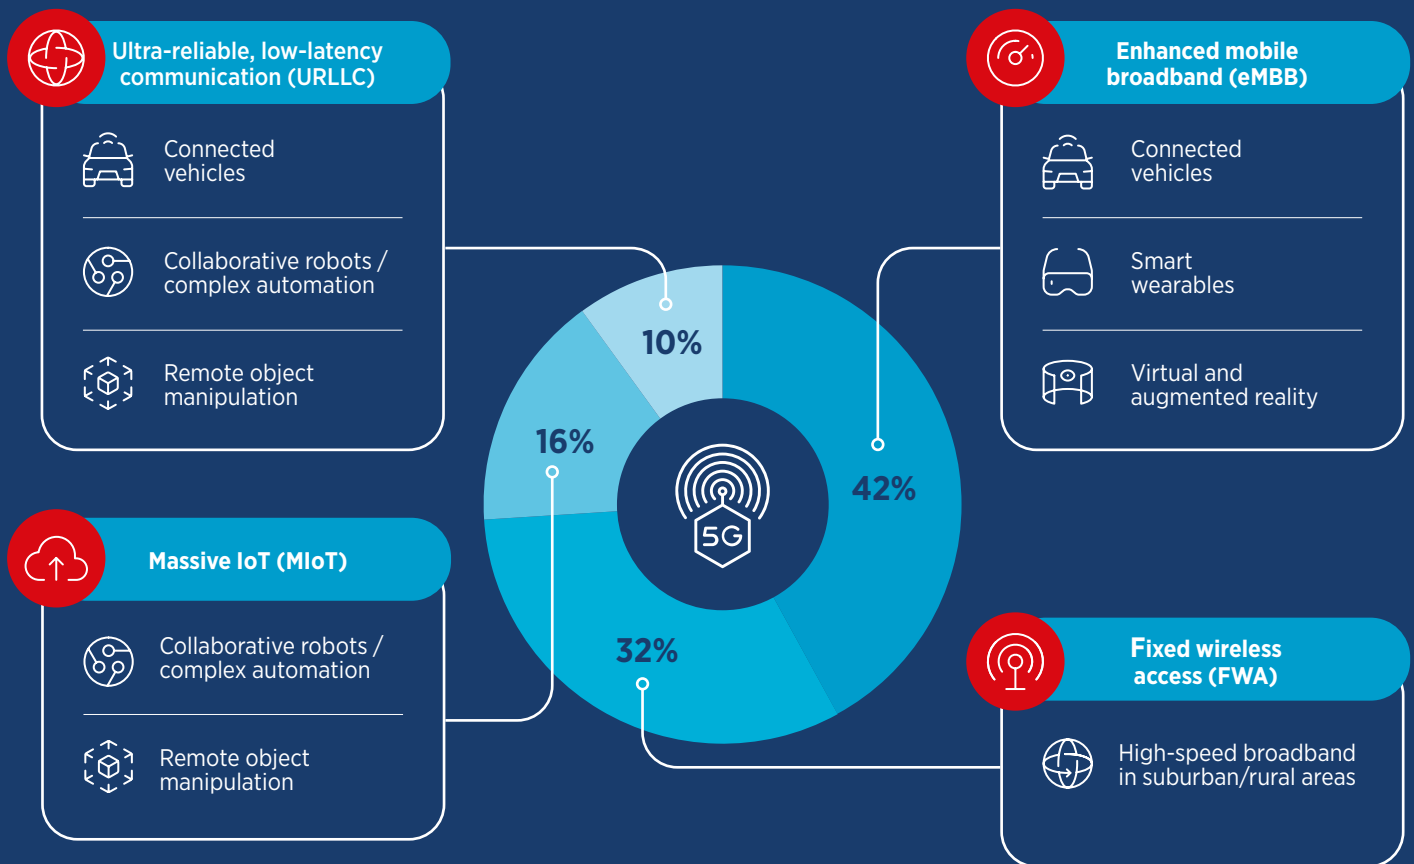 Ultra-reliable, low-latency
communication (URLLC)
Connected
vehicles
Collaborative robots /
complex automation
Remote object
manipulation
Enhanced mobile
broadband (eMBB)
Connected
vehicles
Smart
wearables
Virtual and
augmented reality
10%
16%
42%
32%
5G
Massive IoT (MIoT)
Collaborative robots /
complex automation
Remote object
manipulation
Fixed wireless
access (FWA)
High-speed broadband
in suburban/rural areas